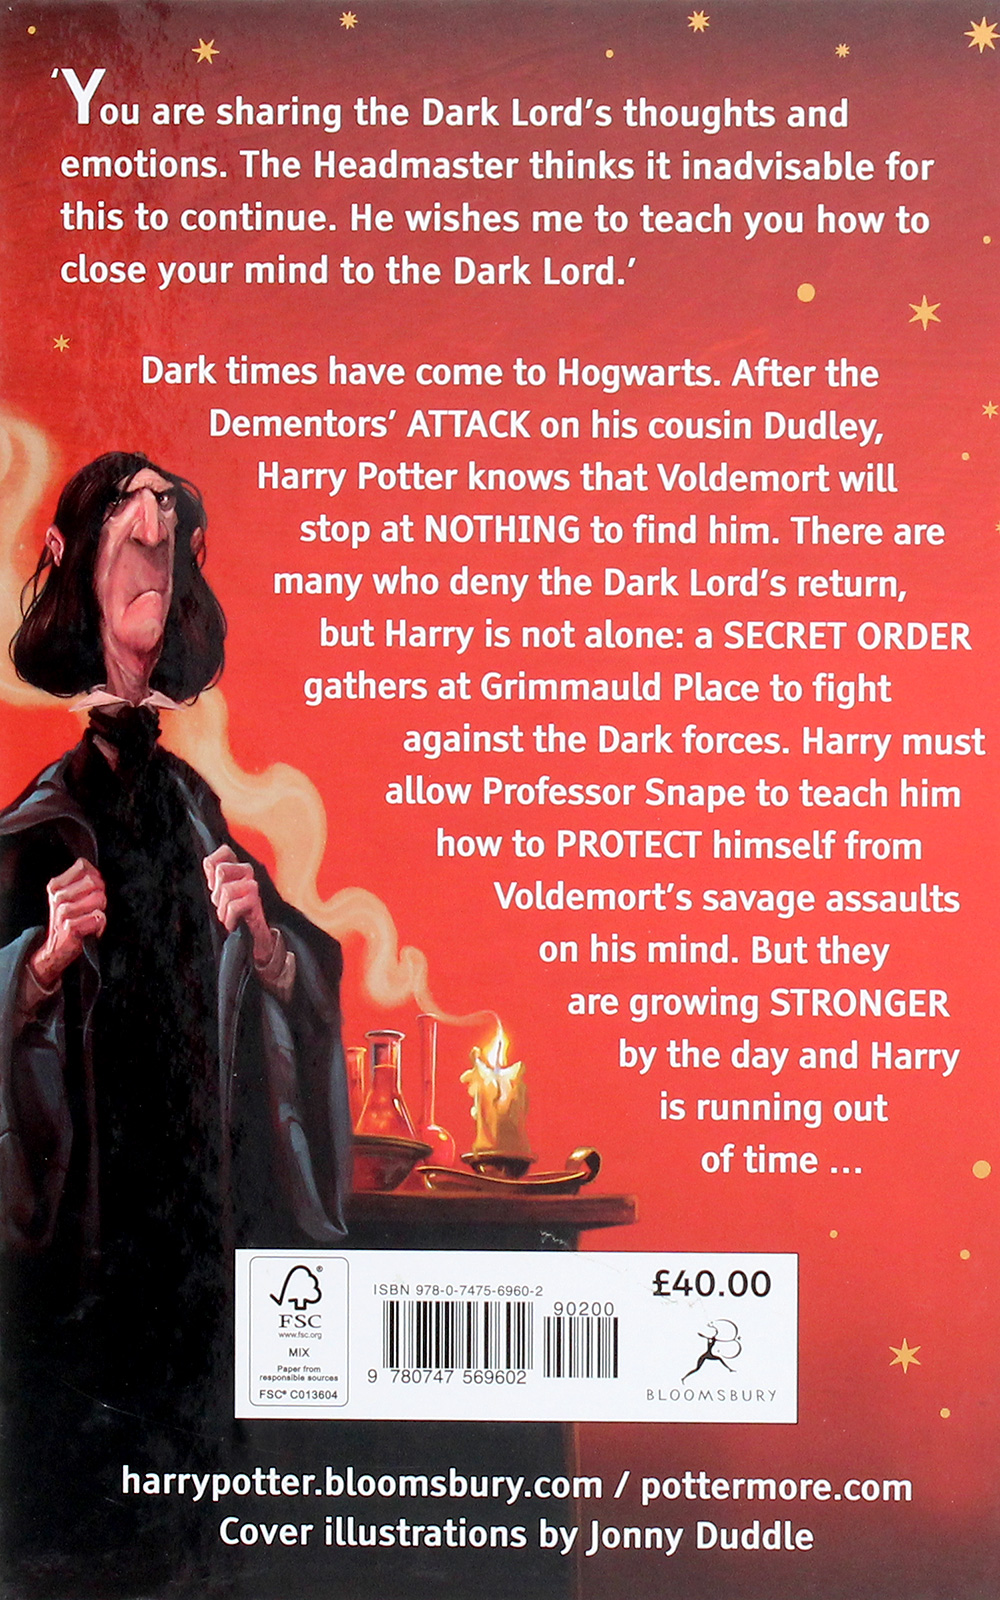 ‘You are sharing the Dark Lord’s thoughts and
emotions. The Headmaster thinks it inadvisable for
this to continue. He wishes me to teach you how to
close your mind to the Dark Lord.’
Dark times have come to Hogwarts. After the
Dementors’ ATTACK on his cousin Dudley,
Harry Potter knows that Voldemort will
stop at NOTHING to find him. There are
many who deny the Dark Lord’s return,
but Harry is not alone: a SECRET ORDER
gathers at Grimmauld Place to fight
against the Dark forces. Harry must
allow Professor Snape to teach him
how to PROTECT himself from
Voldemort’s savage assaults
on his mind. But they
are growing STRONGER
by the day and Harry
is running out
of time ...
®
FSC
www.fsc.org
MIX
Paper from
responsible sources
FSC® C013604
ISBN 978-0-7475-6960-2
90200
9 780747 569602
£40.00
BLOOMSBURY
harrypotter.bloomsbury.com / pottermore.com
Cover illustrations by Jonny Duddle